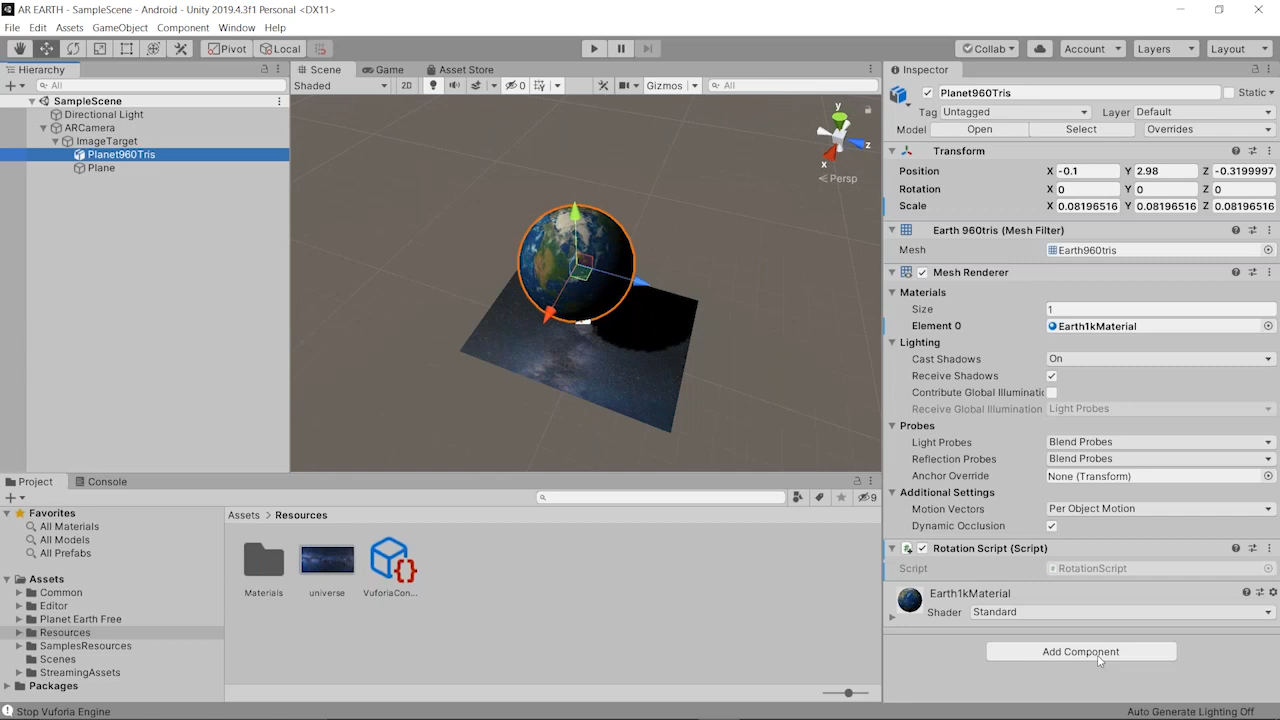 AR EARTH - SampleScene - Android - Unity 2019.4.3f1 Personal <DX11>
File Edit Assets GameObject Component Window Help
Pivot Local Collab Account Layers Layout
Hierarchy
All
SampleScene
Directional Light
ARCamera
ImageTarget
Planet960Tris
Plane
Scene Game Asset Store
Shaded 2D 0 Gizmos All
y
z
x
Persp
Inspector
Planet960Tris Static
Tag Untagged Layer Default
Model Open Select Overrides
Transform
Position X -0.1 Y 2.98 Z -0.3199997
Rotation X 0 Y 0 Z 0
Scale X 0.08196516 Y 0.08196516 Z 0.08196516
Earth 960tris (Mesh Filter)
Mesh Earth960tris
Mesh Renderer
Materials
Size 1
Element 0 Earth1kMaterial
Lighting
Cast Shadows On
Receive Shadows
Contribute Global Illuminatic
Receive Global Illumination Light Probes
Probes
Light Probes Blend Probes
Reflection Probes Blend Probes
Anchor Override None (Transform)
Additional Settings
Motion Vectors Per Object Motion
Dynamic Occlusion
Rotation Script (Script)
Script RotationScript
Earth1kMaterial
Shader Standard
Add Component
Project Console
9
Favorites
All Materials
All Models
All Prefabs
Assets
Common
Editor
Planet Earth Free
Resources
SamplesResources
Scenes
StreamingAssets
Packages
Assets > Resources
Materials universe VuforiaCon...
Stop Vuforia Engine
Auto Generate Lighting Off